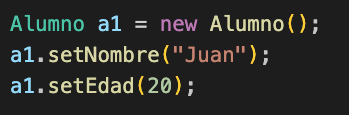 Alumno a1 = new Alumno();
a1.setNombre("Juan");
a1.setEdad(20);